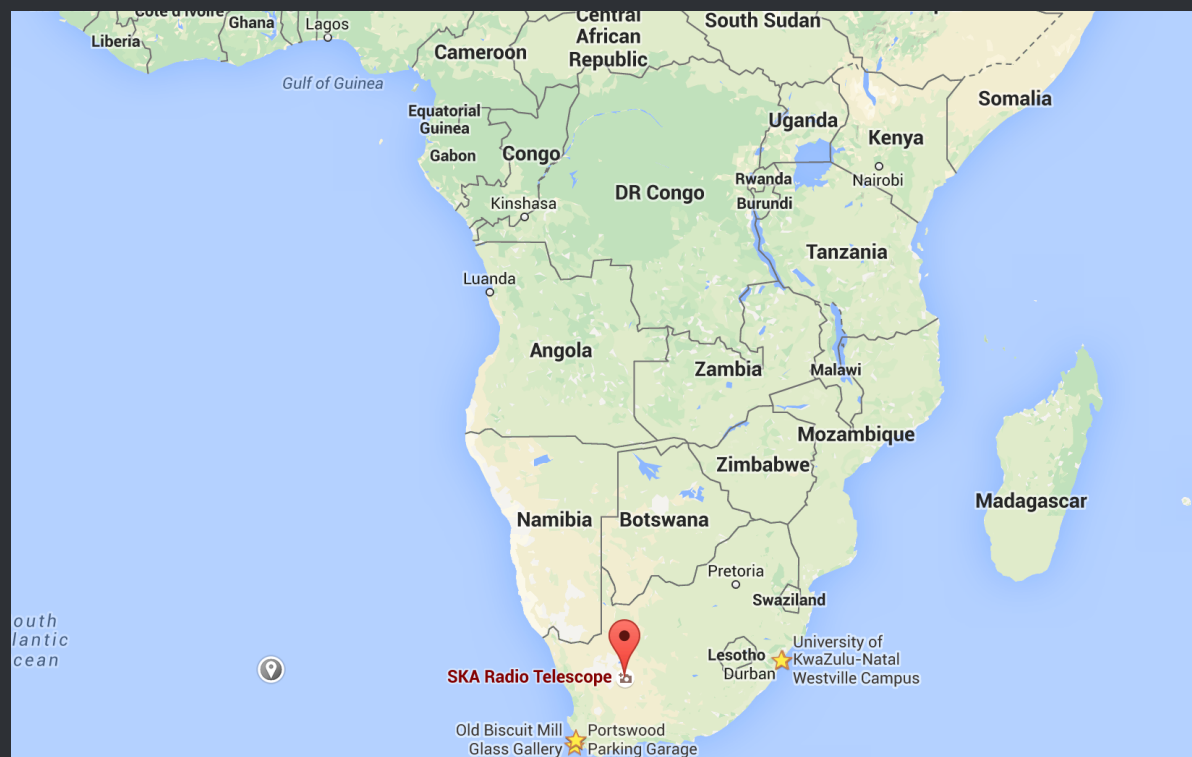 Côte d'Ivoire
Ghana
Lagos
Liberia
Central
African
Republic
South Sudan
Cameroon
Gulf of Guinea
Somalia
Equatorial
Guinea
Uganda
Kenya
Gabon
Congo
Nairobi
Rwanda
DR Congo
Burundi
Kinshasa
Tanzania
Luanda
Angola
Zambia
Malawi
Mozambique
Zimbabwe
Madagascar
Namibia
Botswana
Pretoria
Swaziland
outh
lantic
cean
Lesotho
Durban
University of
KwaZulu-Natal
Westville Campus
SKA Radio Telescope
Old Biscuit Mill
Glass Gallery
Portswood
Parking Garage